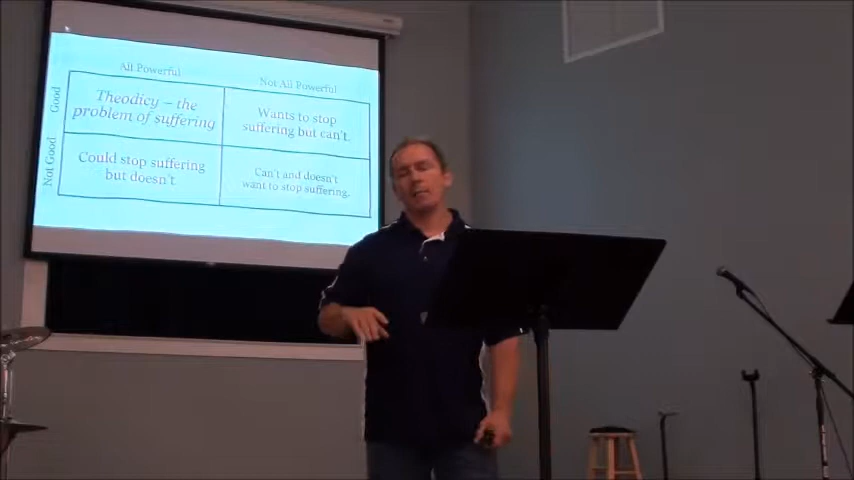 All Powerful
Not All Powerful
Good
Theodicy – the
problem of suffering
Wants to stop
suffering but can't
Not Good
Could stop suffering
but doesn't
Can't and doesn't
want to stop suffering.